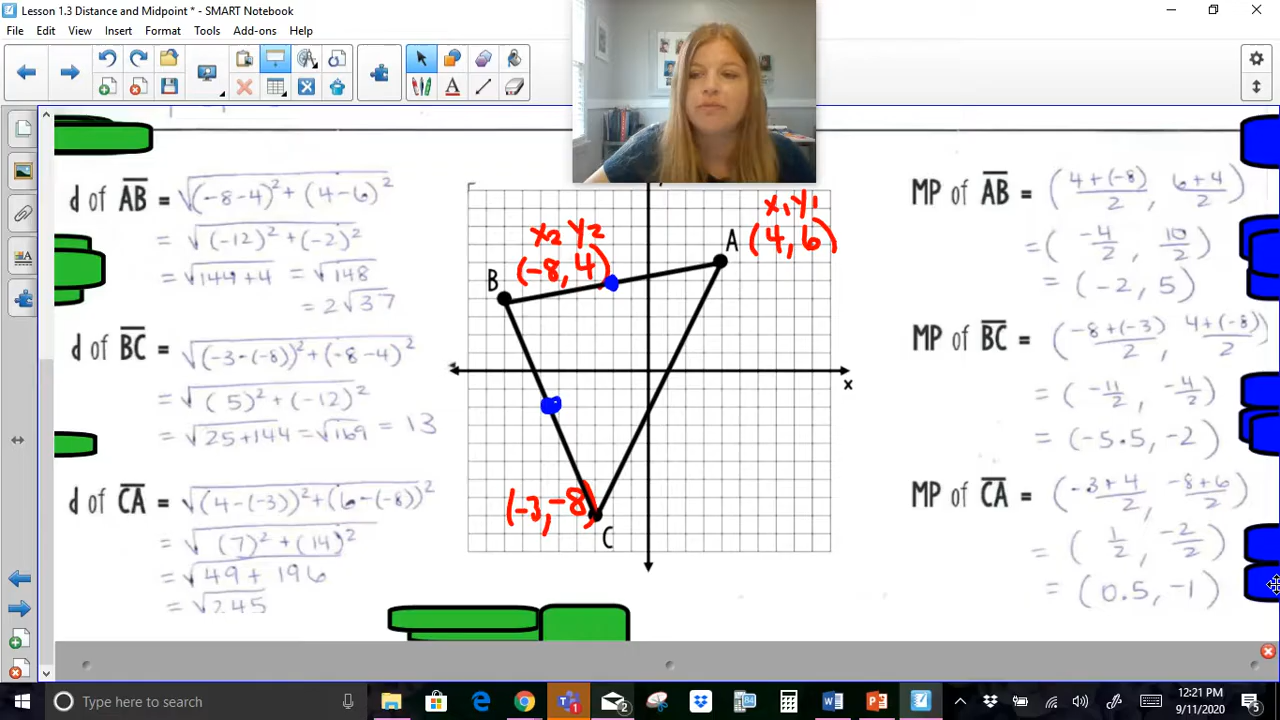 Lesson 1.3 Distance and Midpoint * - SMART Notebook
File Edit View Insert Format Tools Add-ons Help
d of AB = √(-8-4)² + (4-6)²
= √(-12)² + (-2)²
= √144+4 = √148
= 2√37
d of BC = √(-3-(-8))² + (-8-4)²
= √(5)² + (-12)²
= √25+144 = √169 = 13
d of CA = √(4-(-3))² + (6-(-8))²
= √(7)² + (14)²
= √49 + 196
= √245
x₁ y₁
A (4, 6)
x₂ y₂
(-8, 4)
B
x
(-3, -8)
C
MP of AB = (4+(-8)/2, 6+4/2)
= (-4/2, 10/2)
= (-2, 5)
MP of BC = (-8+(-3)/2, 4+(-8)/2)
= (-11/2, -4/2)
= (-5.5, -2)
MP of CA = (-3+4/2, -8+6/2)
= (1/2, -2/2)
= (0.5, -1)
Type here to search
1
2
12:21 PM
9/11/2020
5